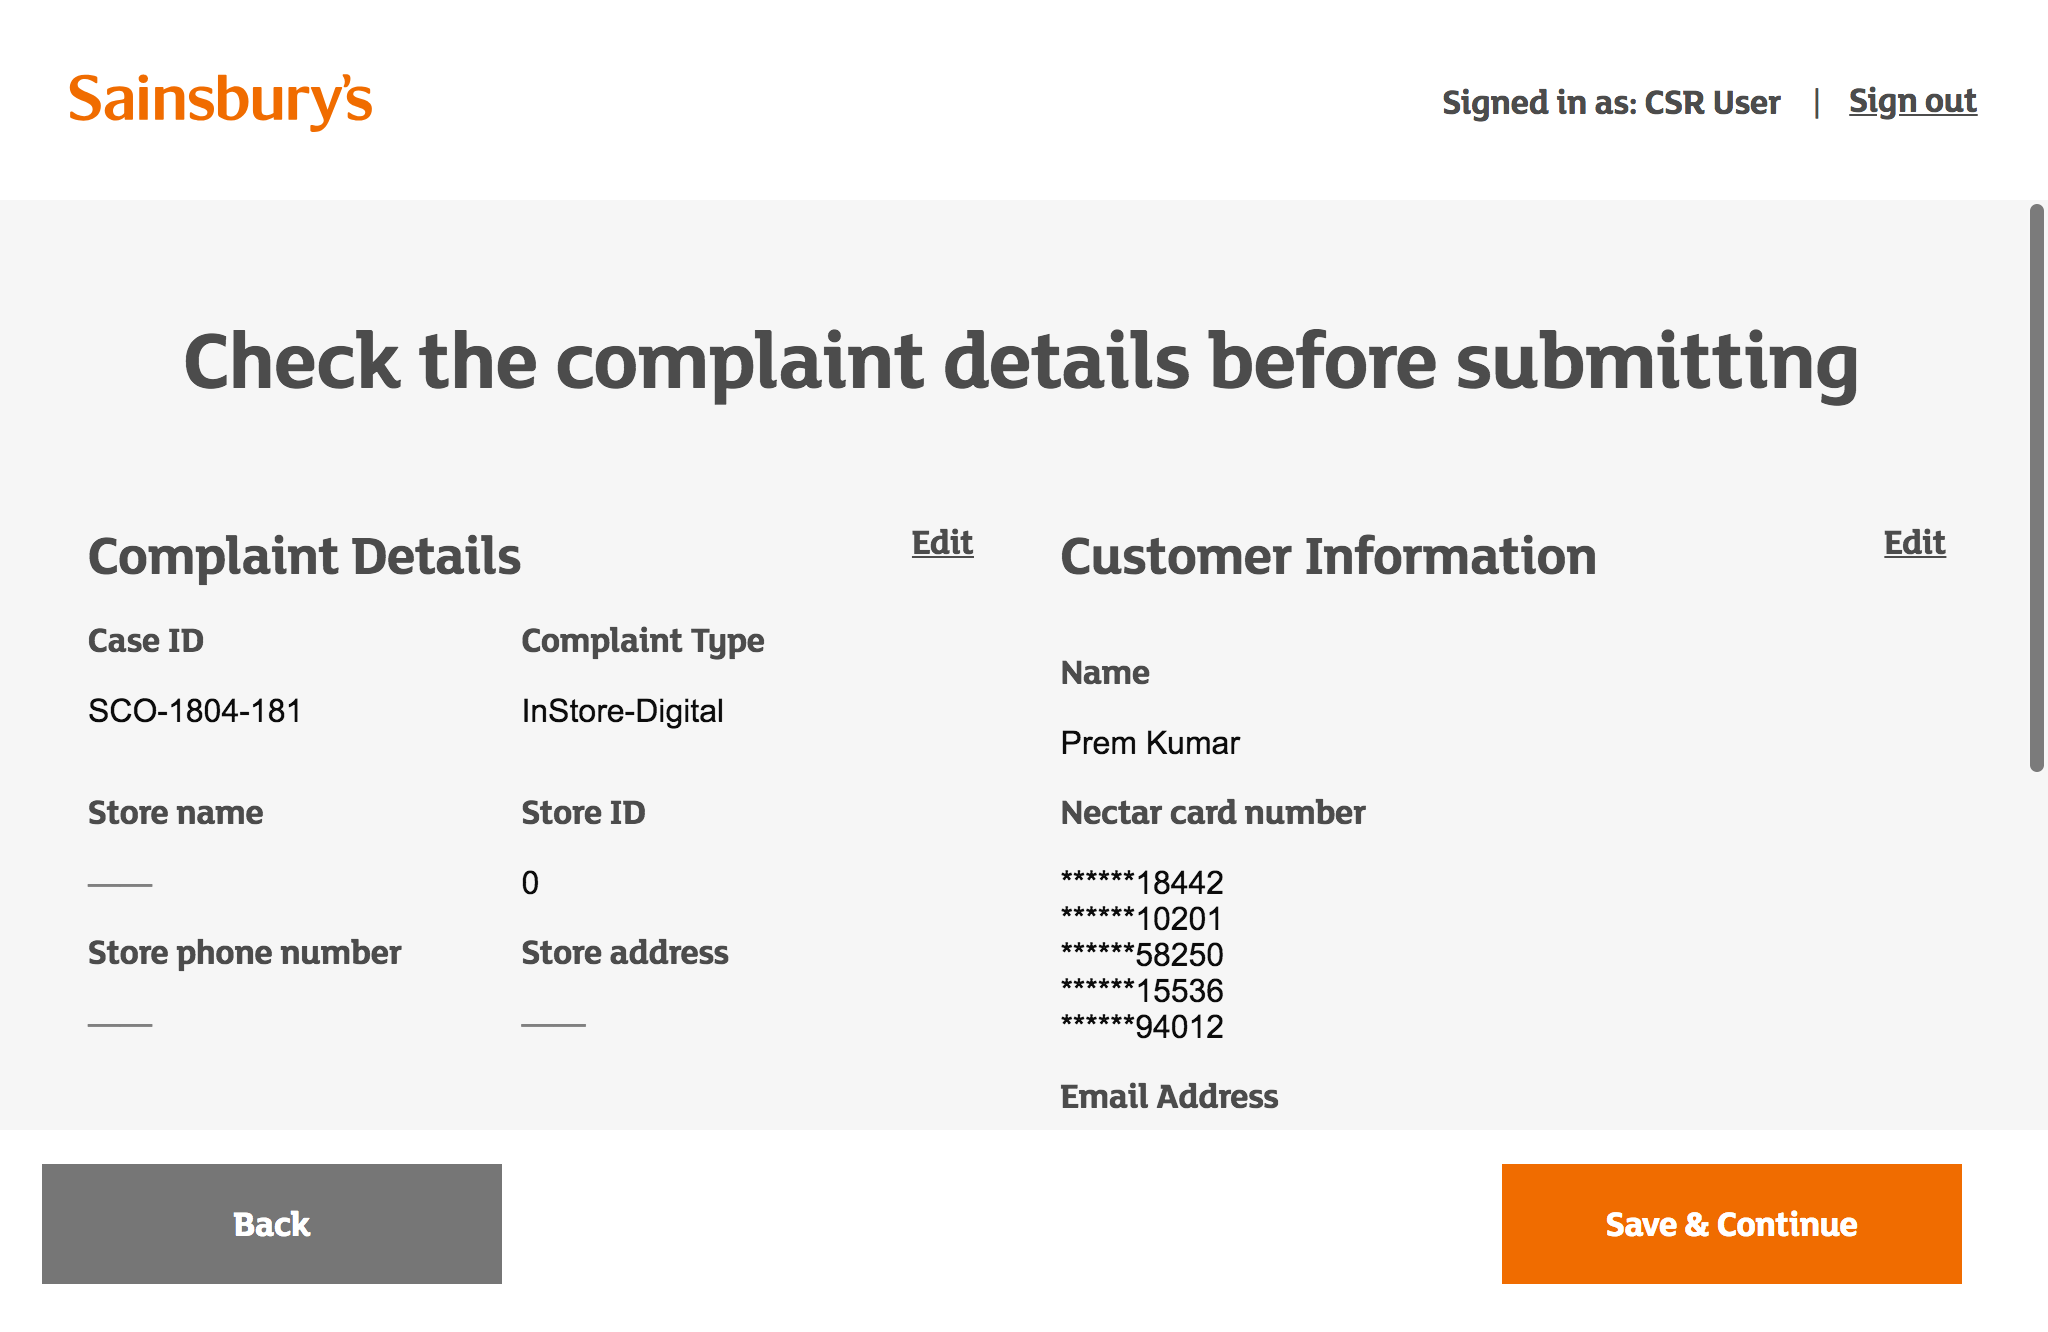 Sainsbury's
Signed in as: CSR User | Sign out
Check the complaint details before submitting
Complaint Details
Edit
Case ID
Complaint Type
SCO-1804-181
InStore-Digital
Store name
Store ID
0
Store phone number
Store address
Customer Information
Edit
Name
Prem Kumar
Nectar card number
******18442
******10201
******58250
******15536
******94012
Email Address
Back
Save & Continue